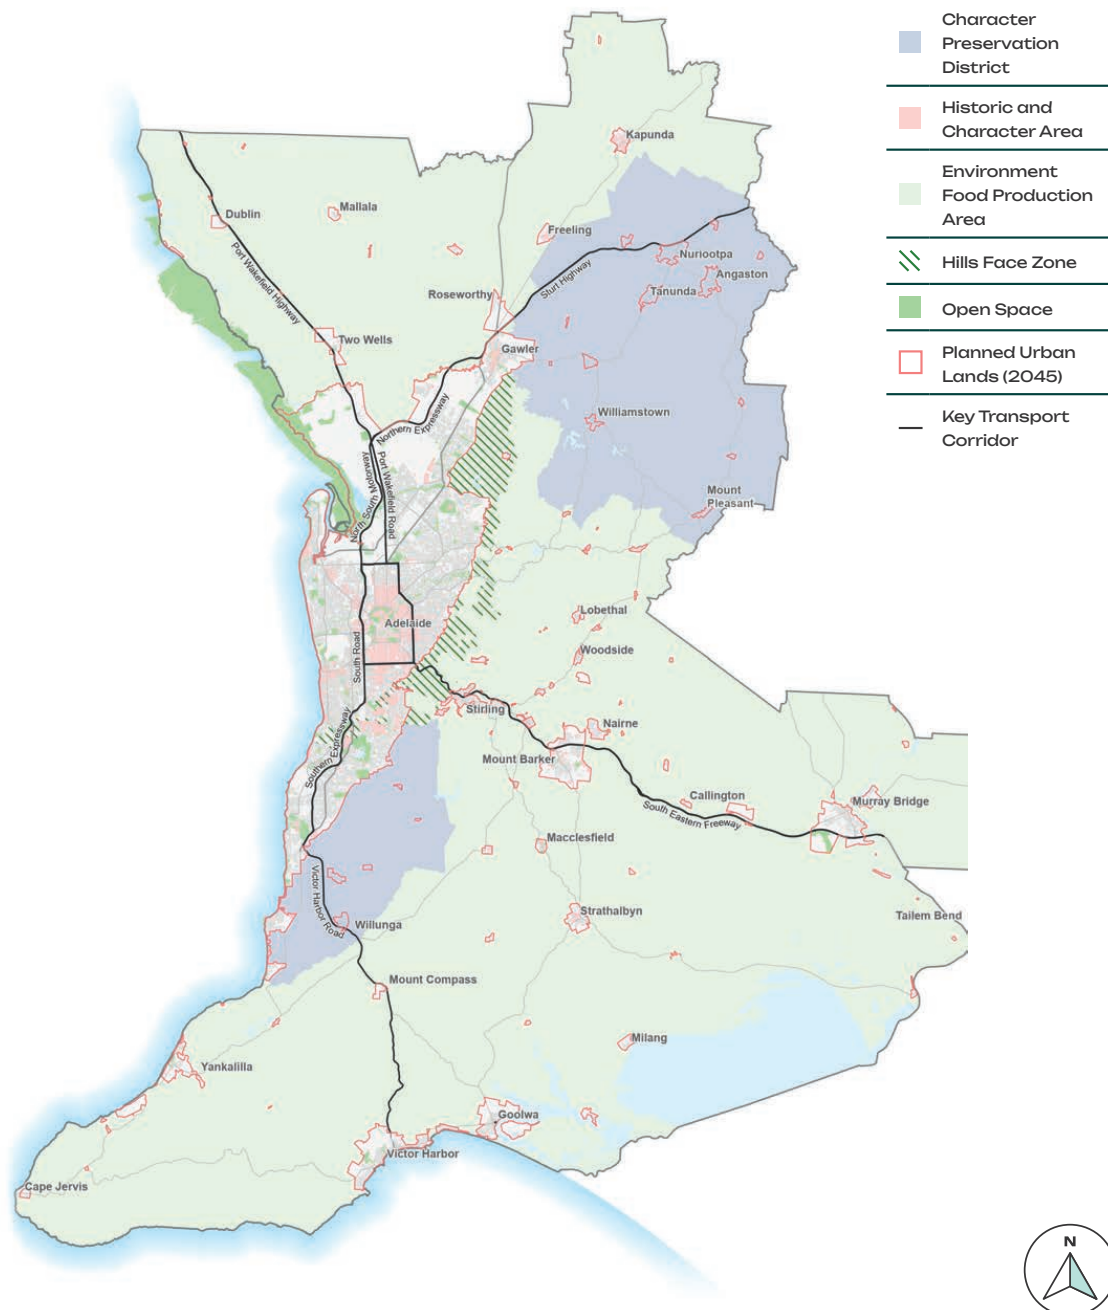 Character
Preservation
District
Historic and
Character Area
Environment
Food Production
Area
Hills Face Zone
Open Space
Planned Urban
Lands (2045)
Key Transport
Corridor
Kapunda
Dublin
Mallala
Freeling
Port Wakefield Highway
Nuriootpa
Sturt Highway
Angaston
Roseworthy
Tanunda
Two Wells
Gawler
Northern Expressway
Williamstown
Port Wakefield Road
North South
Motorway
Mount
Pleasant
Lobethal
Adelaide
Woodside
South Road
Stirling
Nairne
Southern Expressway
Mount Barker
Callington
Murray Bridge
South Eastern Freeway
Macclesfield
Victor Harbor Road
Strathalbyn
Tailem Bend
Willunga
Mount Compass
Milang
Yankalilla
Goolwa
Victor Harbor
Cape Jervis
N